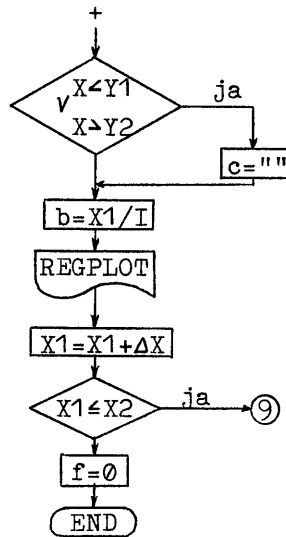 +
X<Y1
v
X>Y2
ja
c=""
b=X1/I
REGPLOT
X1=X1+ΔX
X1≤X2
ja
9
f=0
END